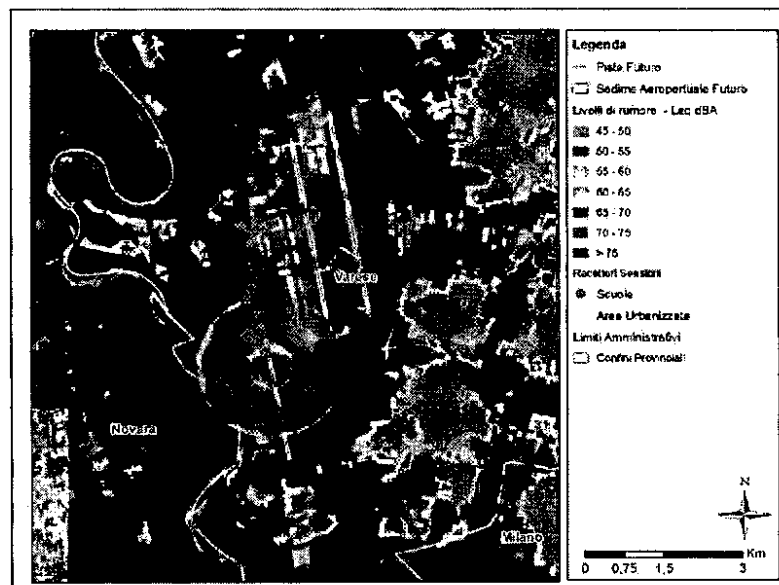 Varese
Novara
Milano
Legenda
Pista Futuro
Sedime Aeroportuale Futuro
Livelli di rumore - Leq dBA
45 - 50
50 - 55
55 - 60
60 - 65
65 - 70
70 - 75
> 75
Recettori Sensibili
Scuole
Area Urbanizzata
Limiti Amministrativi
Confini Provinciali
N
Km
0 0,75 1,5 3